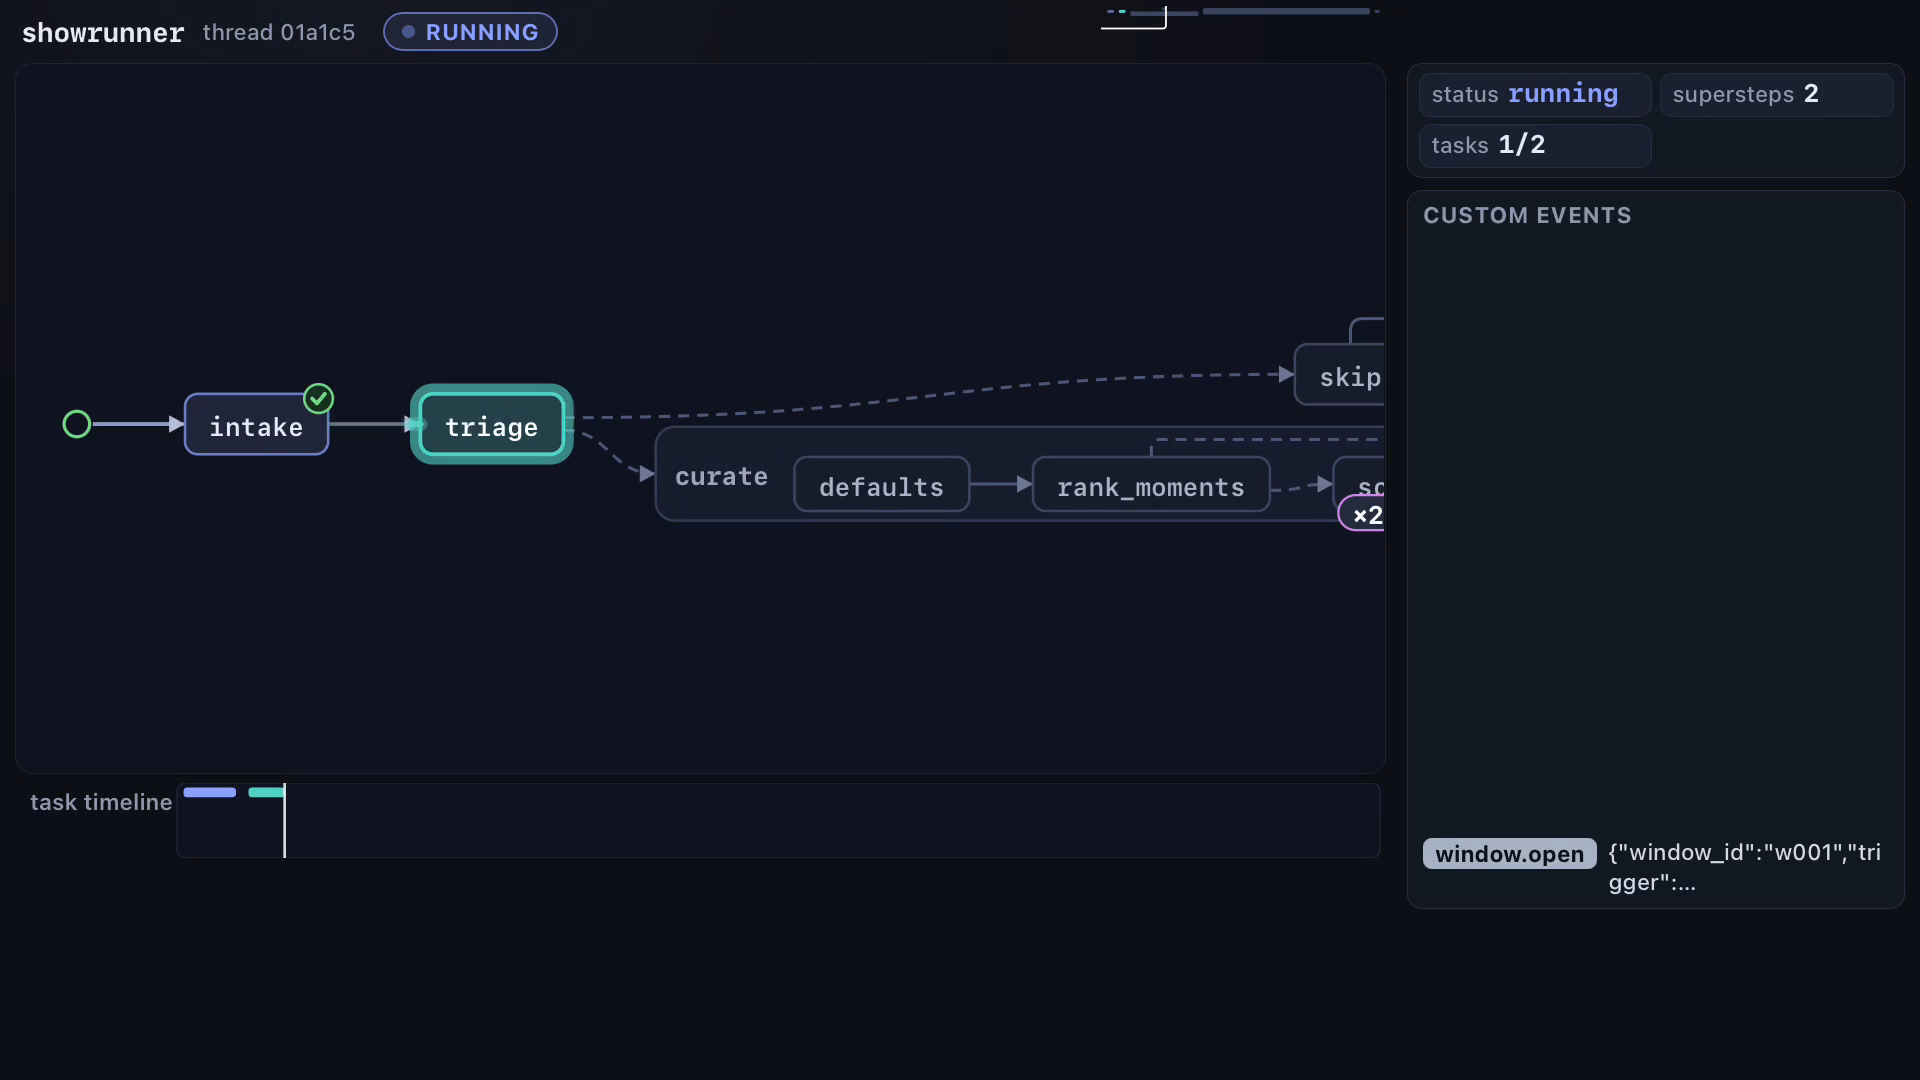 showrunner thread 01a1c5 RUNNING
status running supersteps 2
tasks 1/2
CUSTOM EVENTS
skip
intake triage
curate defaults rank_moments sc
×2
task timeline
window.open {"window_id":"w001","tri
gger":...